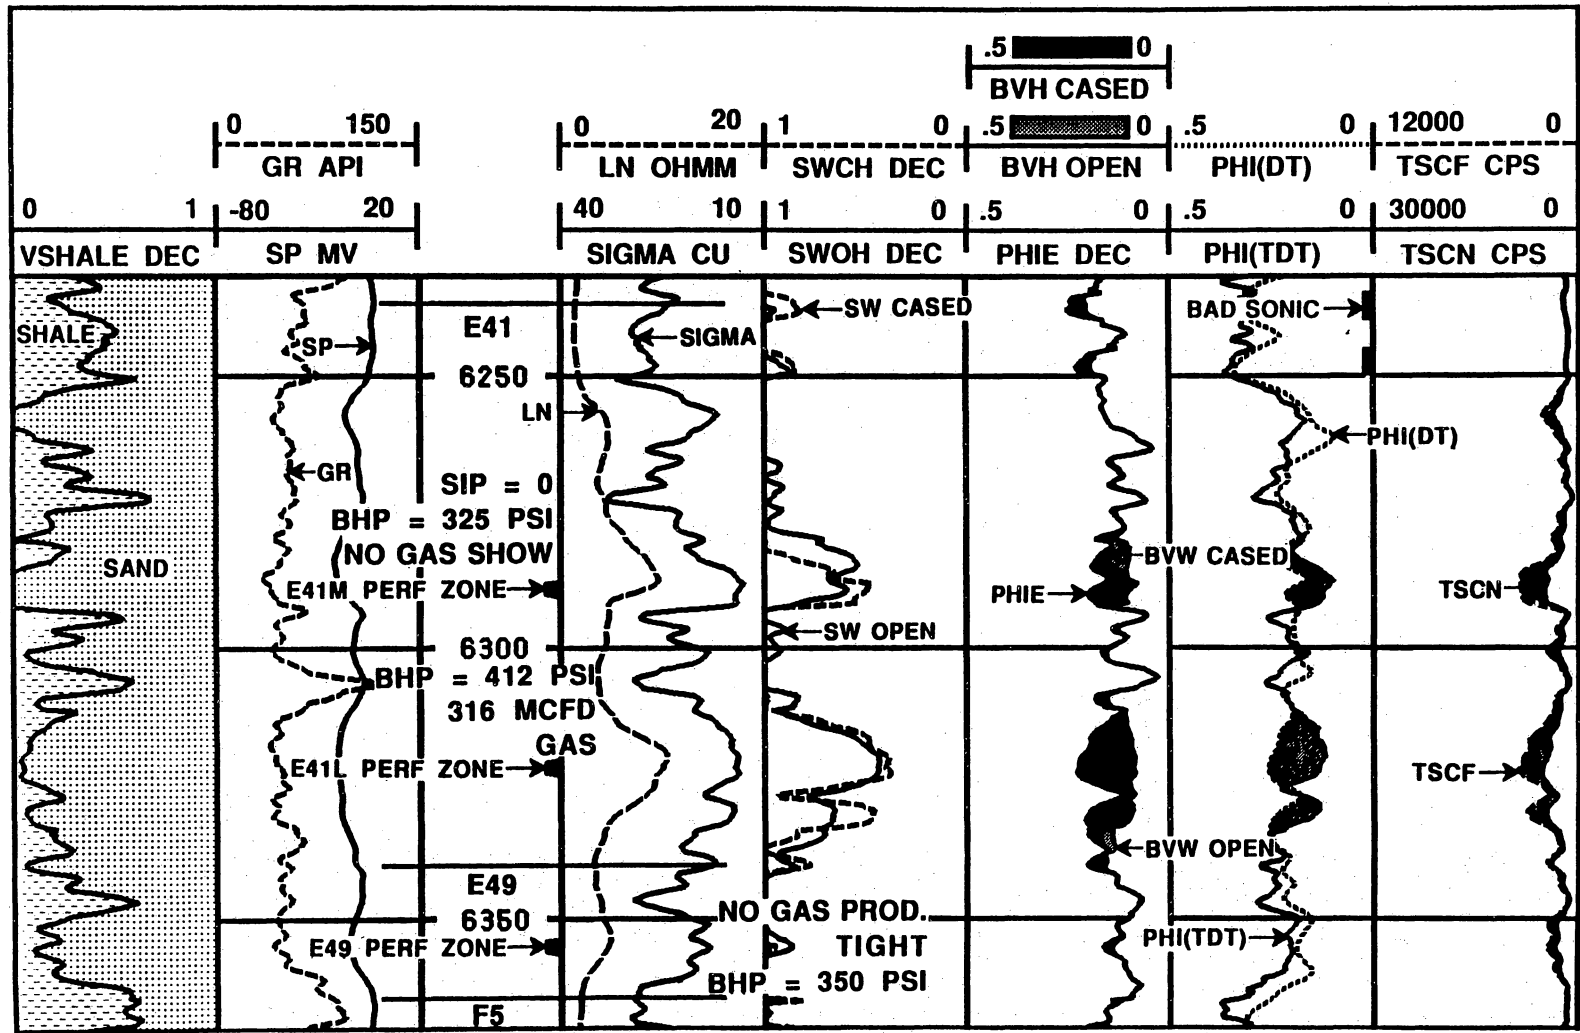 .5 0
BVH CASED
0 150
0 20
1 0
.5 0
.5 0
12000 0
GR API
LN OHMM
SWCH DEC
BVH OPEN
PHI(DT)
TSCF CPS
0 1
-80 20
40 10
1 0
.5 0
.5 0
30000 0
VSHALE DEC
SP MV
SIGMA CU
SWOH DEC
PHIE DEC
PHI(TDT)
TSCN CPS
SW CASED
BAD SONIC
E41
SHALE
SIGMA
SP
6250
LN
PHI(DT)
GR
SIP = 0
BHP = 325 PSI
NO GAS SHOW
BVW CASED
SAND
E41M PERF ZONE
PHIE
TSCN
SW OPEN
6300
BHP = 412 PSI
316 MCFD
GAS
E41L PERF ZONE
TSCF
BVW OPEN
E49
NO GAS PROD.
6350
PHI(TDT)
E49 PERF ZONE
TIGHT
BHP = 350 PSI
F5